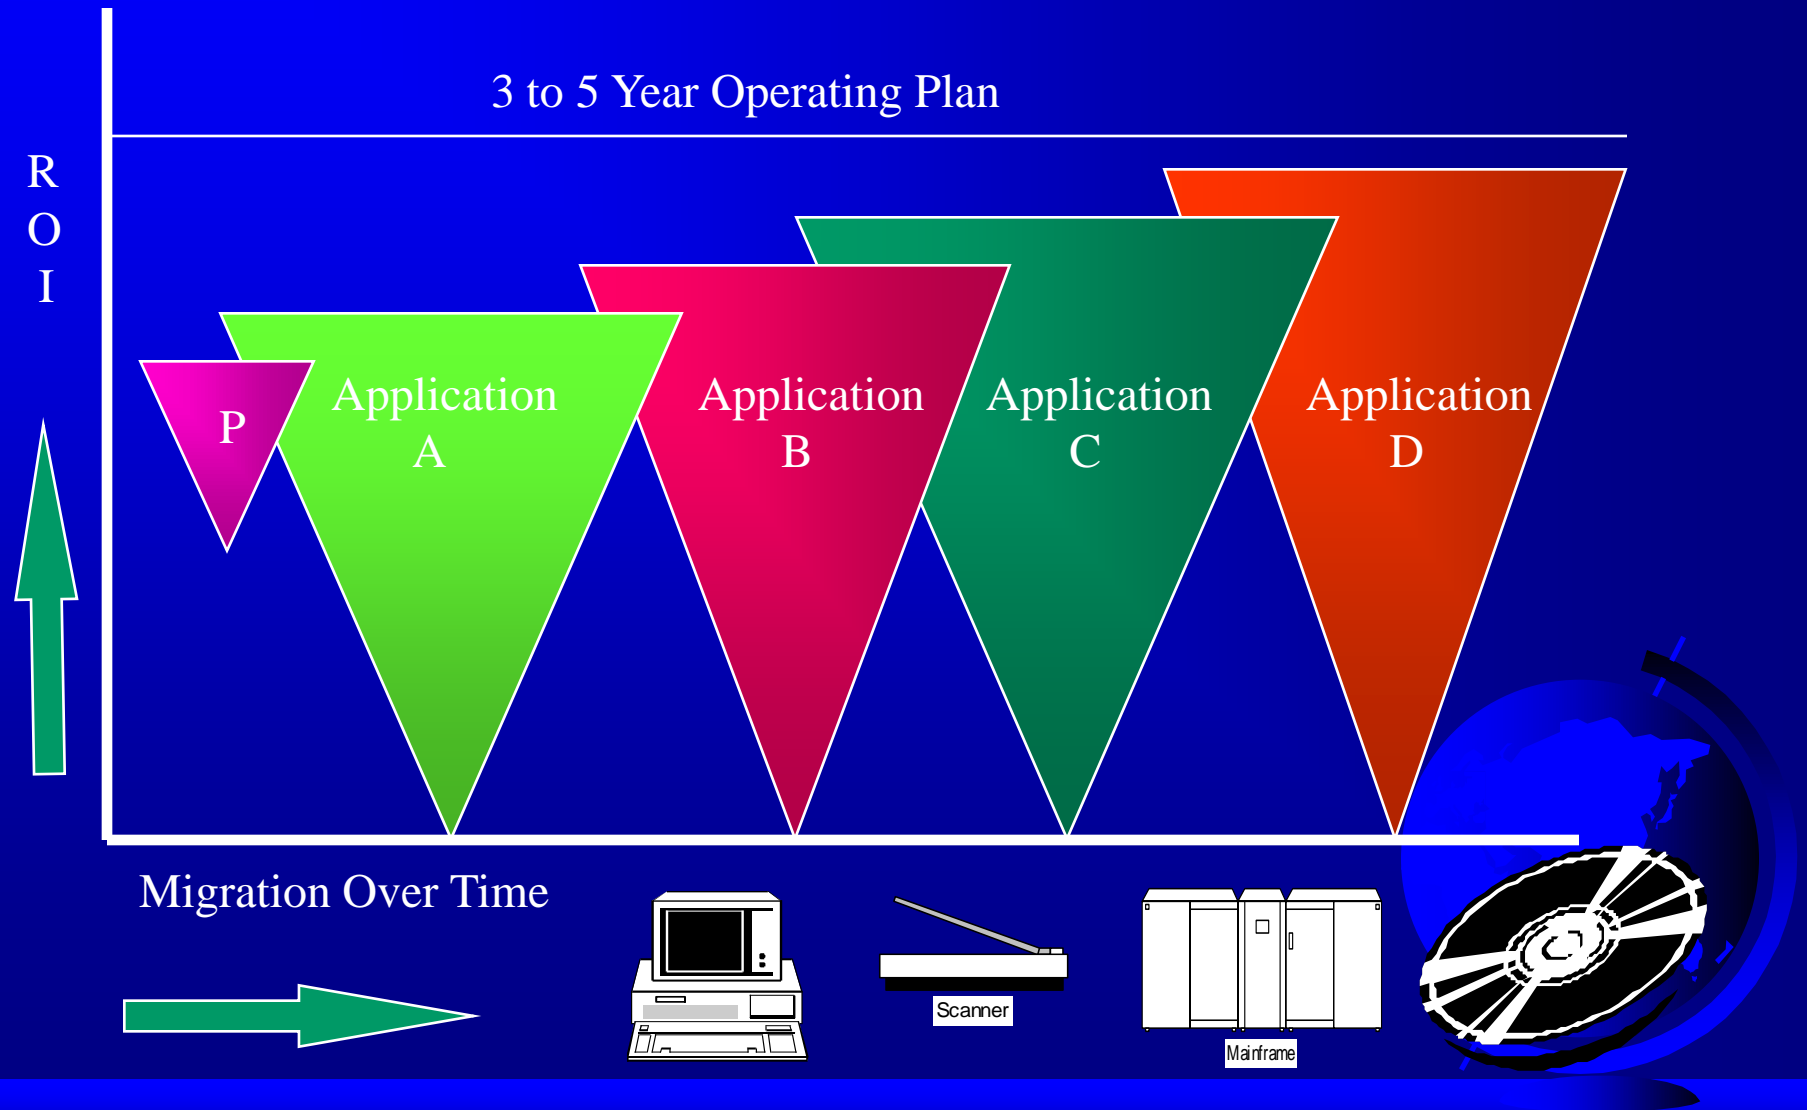 3 to 5 Year Operating Plan
R
O
I
P
Application
A
Application
B
Application
C
Application
D
Migration Over Time
Scanner
Mainframe